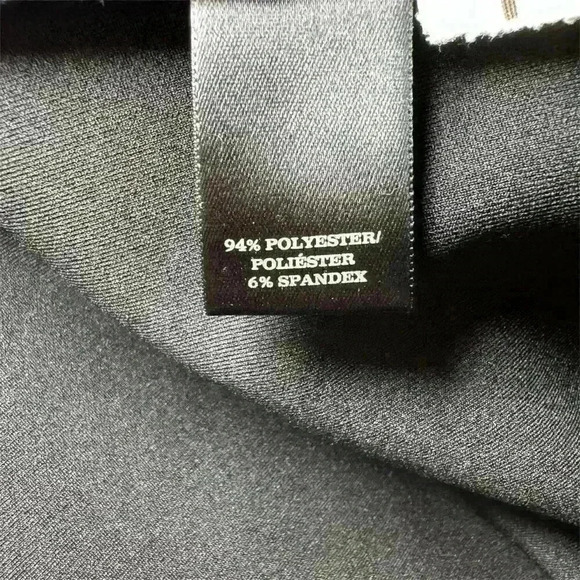 94% POLYESTER/
POLIÉSTER
6% SPANDEX